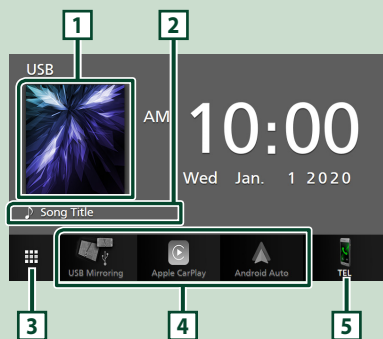 1 2
USB
AM 10:00
Wed Jan. 1 2020
♪ Song Title
USB Mirroring Apple CarPlay Android Auto TEL
3 4 5